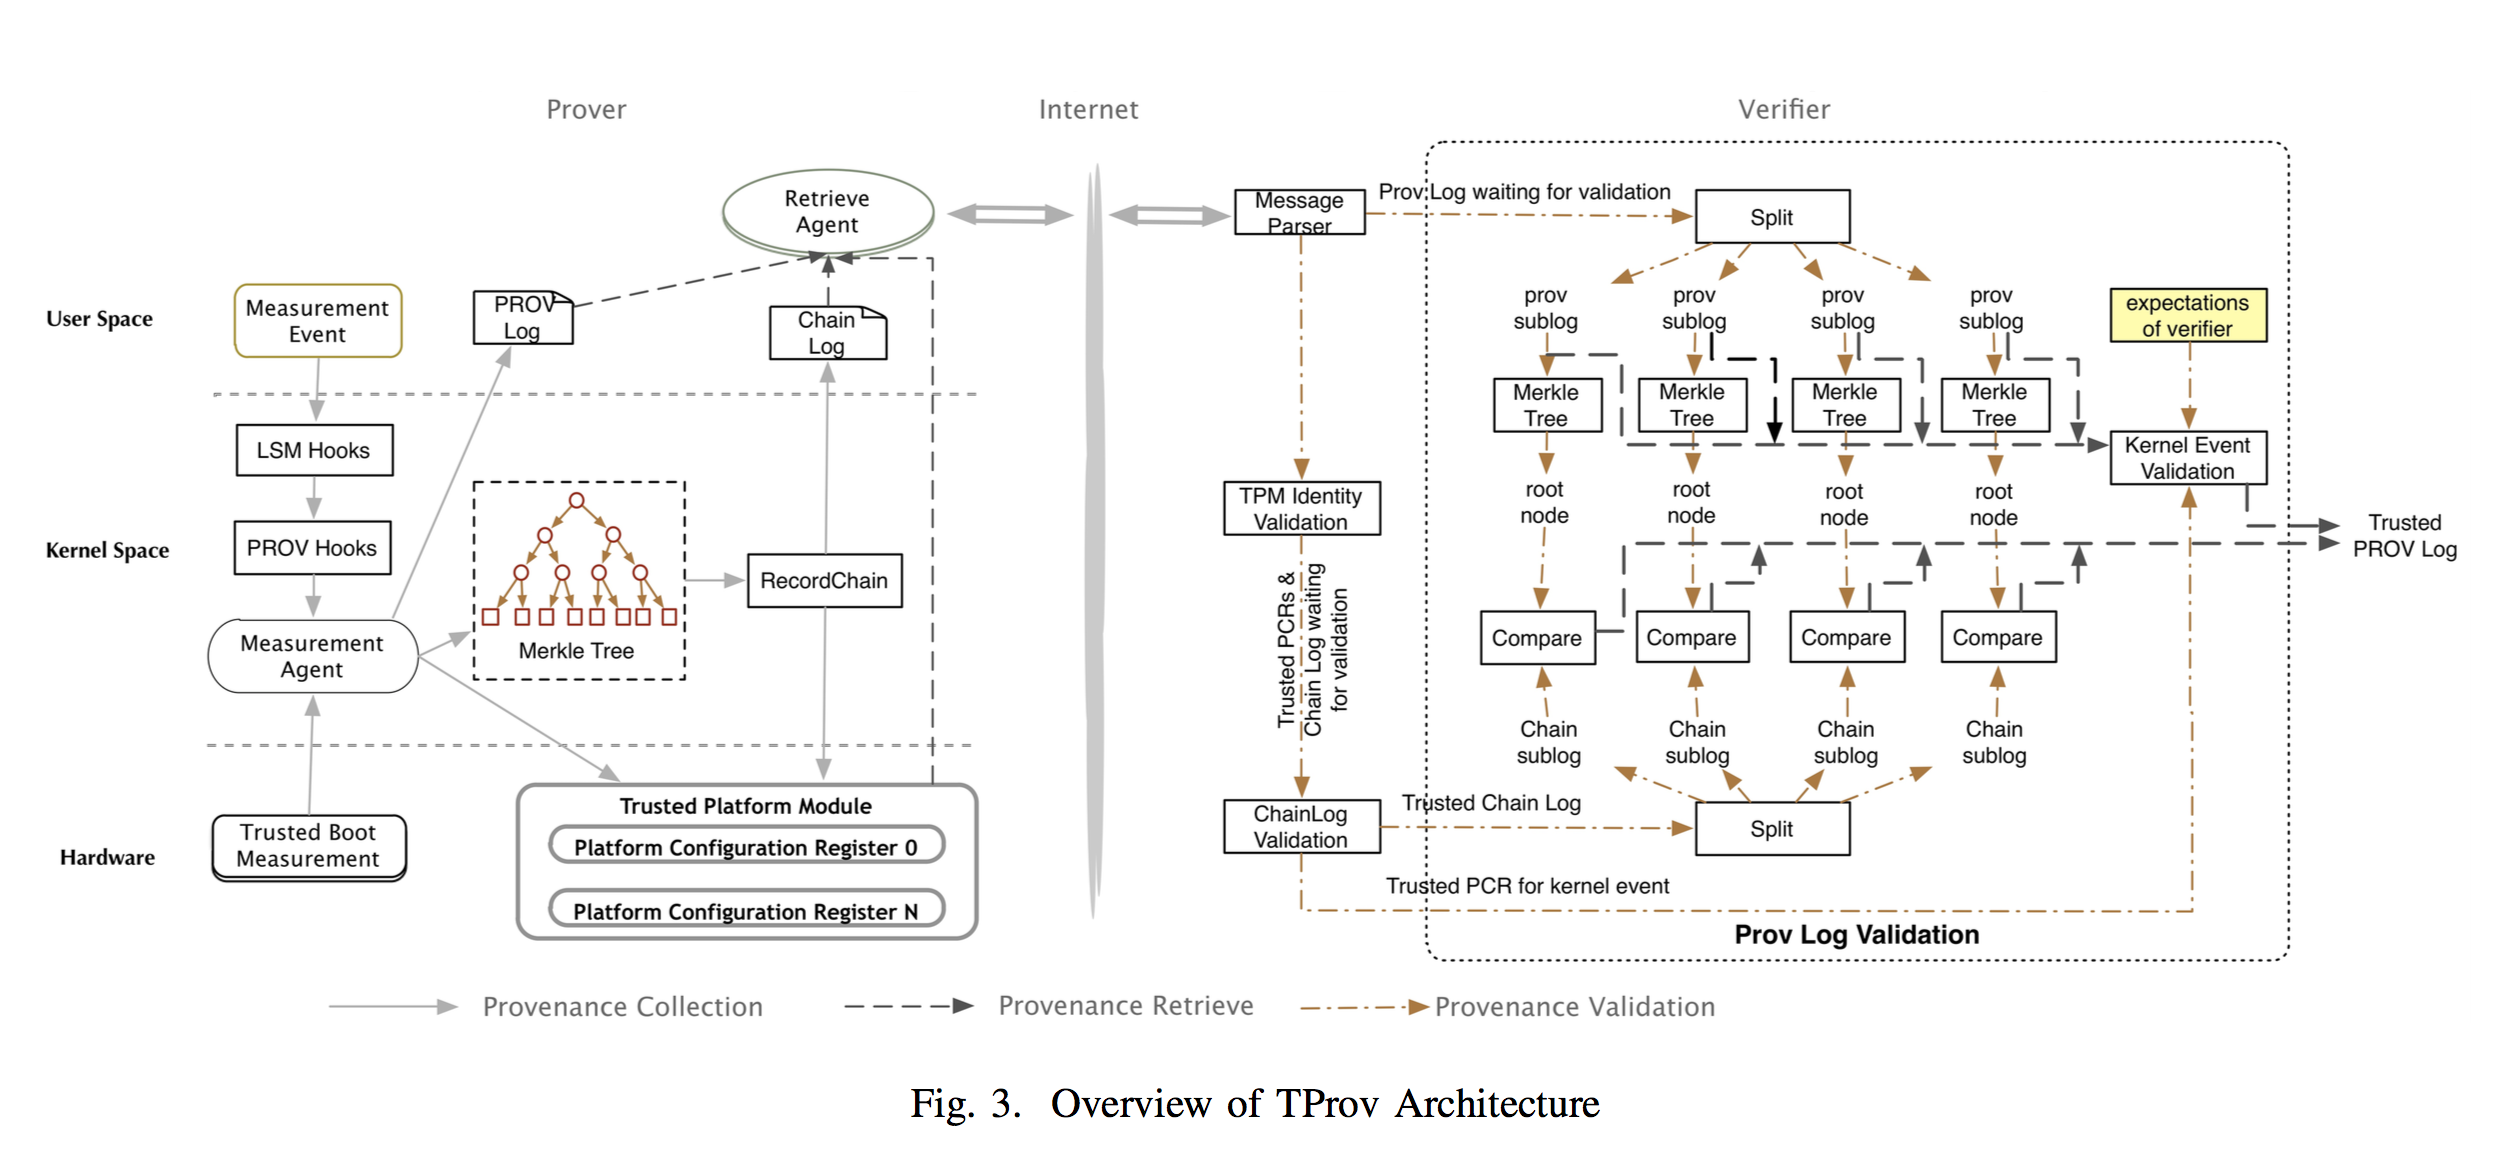 Prover
Internet
Verifier
User Space
Kernel Space
Hardware
Measurement
Event
LSM Hooks
PROV Hooks
Measurement
Agent
Trusted Boot
Measurement
PROV
Log
Chain
Log
Retrieve
Agent
Merkle Tree
RecordChain
Trusted Platform Module
Platform Configuration Register 0
Platform Configuration Register N
Message
Parser
Prov Log waiting for validation
TPM Identity
Validation
Trusted PCRs &
Chain Log waiting
for validation
ChainLog
Validation
Trusted Chain Log
Trusted PCR for kernel event
Split
prov
sublog
prov
sublog
prov
sublog
prov
sublog
Merkle
Tree
Merkle
Tree
Merkle
Tree
Merkle
Tree
root
node
root
node
root
node
root
node
Compare
Compare
Compare
Compare
Chain
sublog
Chain
sublog
Chain
sublog
Chain
sublog
Split
expectations
of verifier
Kernel Event
Validation
Trusted
PROV Log
Prov Log Validation
Provenance Collection
Provenance Retrieve
Provenance Validation
Fig. 3. Overview of TProv Architecture